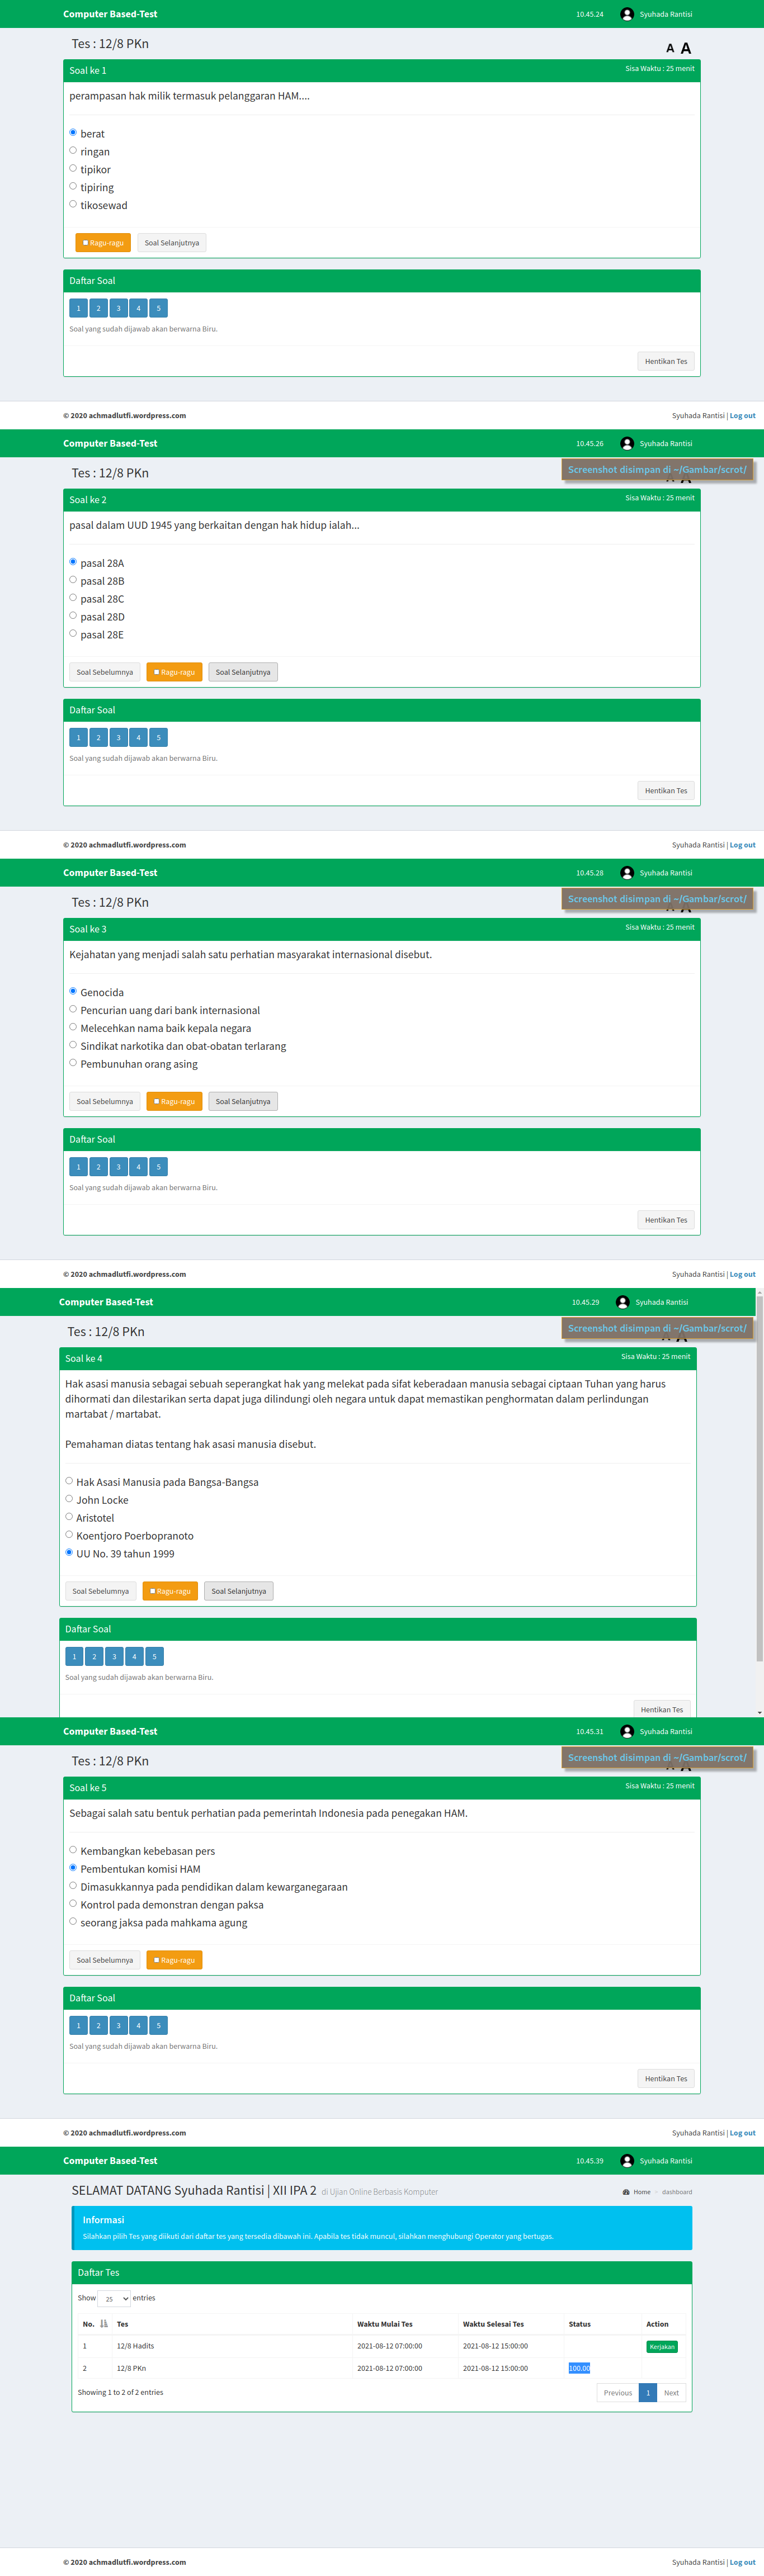 Computer Based-Test 10.45.24 Syuhada Rantisi
Tes : 12/8 PKn A A
Soal ke 1 Sisa Waktu : 25 menit
perampasan hak milik termasuk pelanggaran HAM....
berat
ringan
tipikor
tipiring
tikosewad
Ragu-ragu Soal Selanjutnya
Daftar Soal
1 2 3 4 5
Soal yang sudah dijawab akan berwarna Biru.
Hentikan Tes
© 2020 achmadlutfi.wordpress.com Syuhada Rantisi | Log out
Computer Based-Test 10.45.26 Syuhada Rantisi
Screenshot disimpan di ~/Gambar/scrot/
Tes : 12/8 PKn
Soal ke 2 Sisa Waktu : 25 menit
pasal dalam UUD 1945 yang berkaitan dengan hak hidup ialah...
pasal 28A
pasal 28B
pasal 28C
pasal 28D
pasal 28E
Soal Sebelumnya Ragu-ragu Soal Selanjutnya
Daftar Soal
1 2 3 4 5
Soal yang sudah dijawab akan berwarna Biru.
Hentikan Tes
© 2020 achmadlutfi.wordpress.com Syuhada Rantisi | Log out
Computer Based-Test 10.45.28 Syuhada Rantisi
Screenshot disimpan di ~/Gambar/scrot/
Tes : 12/8 PKn
Soal ke 3 Sisa Waktu : 25 menit
Kejahatan yang menjadi salah satu perhatian masyarakat internasional disebut.
Genocida
Pencurian uang dari bank internasional
Melecehkan nama baik kepala negara
Sindikat narkotika dan obat-obatan terlarang
Pembunuhan orang asing
Soal Sebelumnya Ragu-ragu Soal Selanjutnya
Daftar Soal
1 2 3 4 5
Soal yang sudah dijawab akan berwarna Biru.
Hentikan Tes
© 2020 achmadlutfi.wordpress.com Syuhada Rantisi | Log out
Computer Based-Test 10.45.29 Syuhada Rantisi
Screenshot disimpan di ~/Gambar/scrot/
Tes : 12/8 PKn
Soal ke 4 Sisa Waktu : 25 menit
Hak asasi manusia sebagai sebuah seperangkat hak yang melekat pada sifat keberadaan manusia sebagai ciptaan Tuhan yang harus
dihormati dan dilestarikan serta dapat juga dilindungi oleh negara untuk dapat memastikan penghormatan dalam perlindungan
martabat / martabat.
Pemahaman diatas tentang hak asasi manusia disebut.
Hak Asasi Manusia pada Bangsa-Bangsa
John Locke
Aristotel
Koentjoro Poerbopranoto
UU No. 39 tahun 1999
Soal Sebelumnya Ragu-ragu Soal Selanjutnya
Daftar Soal
1 2 3 4 5
Soal yang sudah dijawab akan berwarna Biru.
Hentikan Tes
Computer Based-Test 10.45.31 Syuhada Rantisi
Screenshot disimpan di ~/Gambar/scrot/
Tes : 12/8 PKn
Soal ke 5 Sisa Waktu : 25 menit
Sebagai salah satu bentuk perhatian pada pemerintah Indonesia pada penegakan HAM.
Kembangkan kebebasan pers
Pembentukan komisi HAM
Dimasukkannya pada pendidikan dalam kewarganegaraan
Kontrol pada demonstran dengan paksa
seorang jaksa pada mahkama agung
Soal Sebelumnya Ragu-ragu
Daftar Soal
1 2 3 4 5
Soal yang sudah dijawab akan berwarna Biru.
Hentikan Tes
© 2020 achmadlutfi.wordpress.com Syuhada Rantisi | Log out
Computer Based-Test 10.45.39 Syuhada Rantisi
SELAMAT DATANG Syuhada Rantisi | XII IPA 2 di Ujian Online Berbasis Komputer Home > dashboard
Informasi
Silahkan pilih Tes yang diikuti dari daftar tes yang tersedia dibawah ini. Apabila tes tidak muncul, silahkan menghubungi Operator yang bertugas.
Daftar Tes
Show 25 entries
No. Tes Waktu Mulai Tes Waktu Selesai Tes Status Action
1 12/8 Hadits 2021-08-12 07:00:00 2021-08-12 15:00:00 Kerjakan
2 12/8 PKn 2021-08-12 07:00:00 2021-08-12 15:00:00 100.00
Showing 1 to 2 of 2 entries Previous 1 Next
© 2020 achmadlutfi.wordpress.com Syuhada Rantisi | Log out